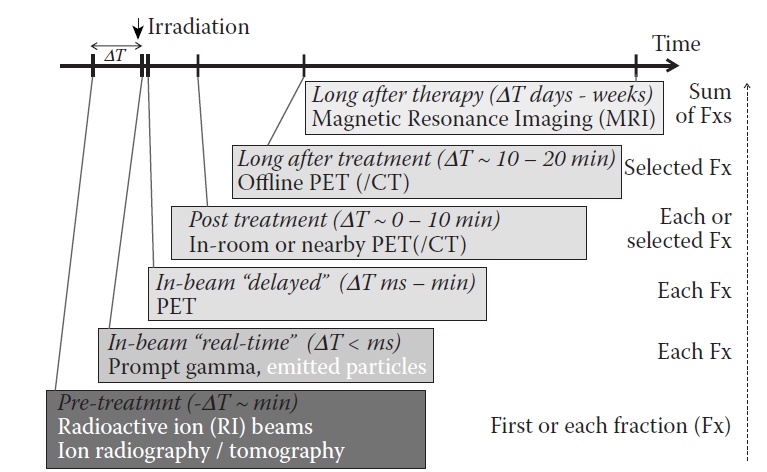 Irradiation
ΔT
Time
Long after therapy (ΔT days - weeks)
Magnetic Resonance Imaging (MRI)
Sum
of Fxs
Long after treatment (ΔT ~ 10 – 20 min)
Offline PET (/CT)
Selected Fx
Post treatment (ΔT ~ 0 – 10 min)
In-room or nearby PET(/CT)
Each or
selected Fx
In-beam “delayed” (ΔT ms – min)
PET
Each Fx
In-beam “real-time” (ΔT < ms)
Prompt gamma, emitted particles
Each Fx
Pre-treatmnt (-ΔT ~ min)
Radioactive ion (RI) beams
Ion radiography / tomography
First or each fraction (Fx)